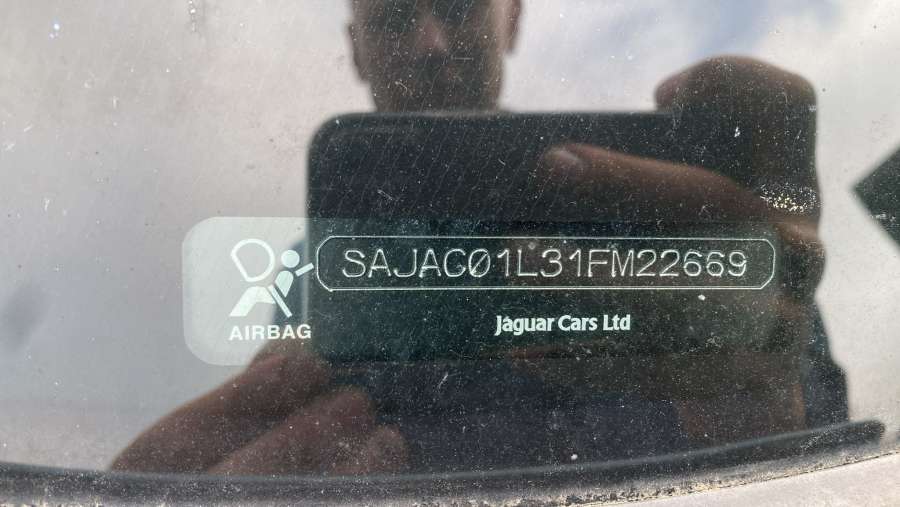 SAJAC01L31FM22669
AIRBAG
Jaguar Cars Ltd